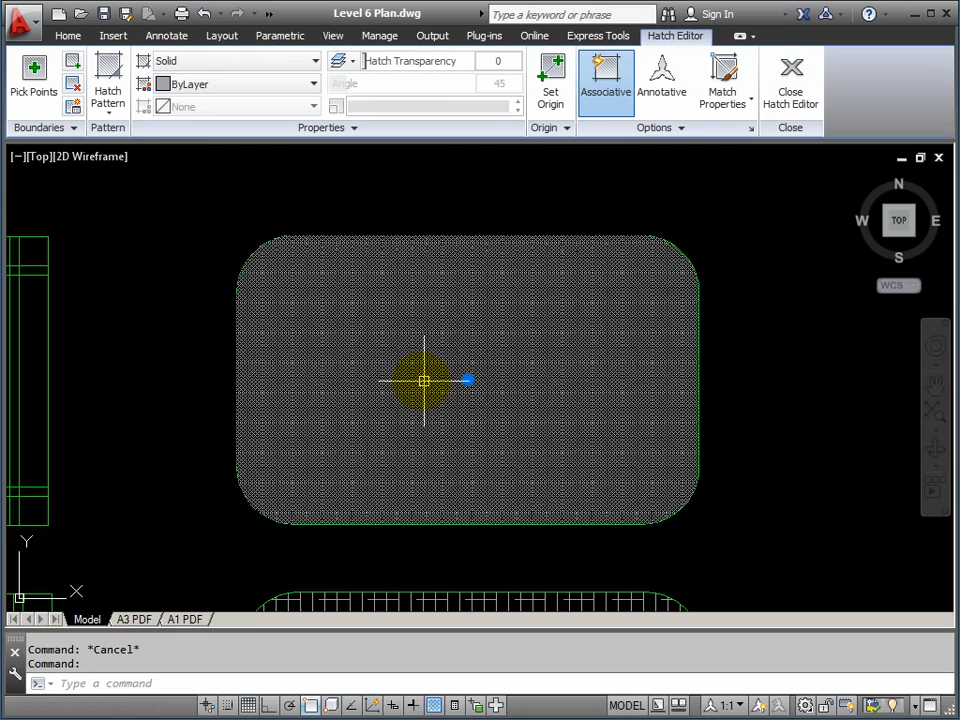 Level 6 Plan.dwg
Type a keyword or phrase
Sign In
Home Insert Annotate Layout Parametric View Manage Output Plug-ins Online Express Tools Hatch Editor
Pick Points
Hatch
Pattern
Solid
ByLayer
None
Hatch Transparency 0
Angle 45
Set
Origin
Associative
Annotative
Match
Properties
Close
Hatch Editor
Boundaries Pattern Properties Origin Options Close
[−][Top][2D Wireframe]
N
W TOP E
S
WCS
Y
X
Model A3 PDF A1 PDF
Command: *Cancel*
Command:
Type a command
MODEL 1:1